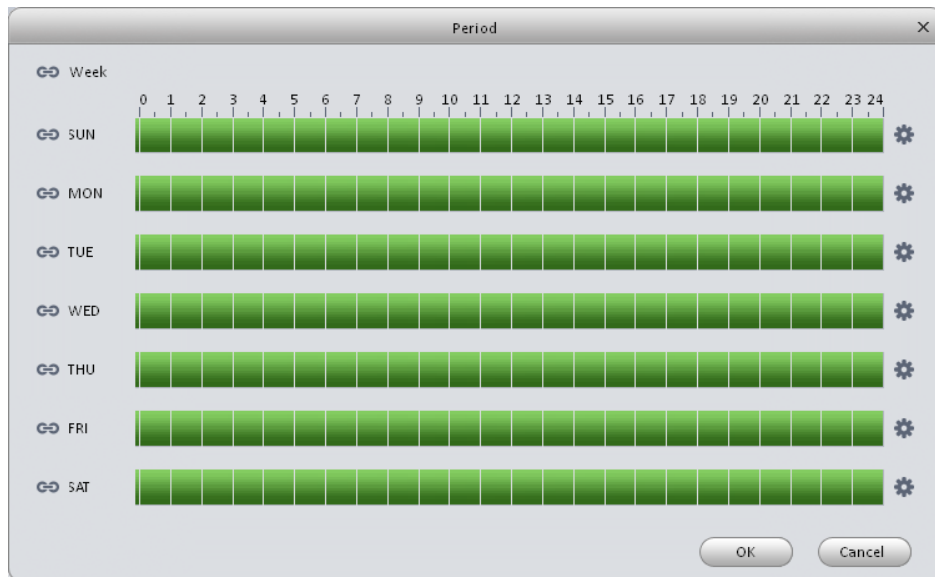 Period
Week
0 1 2 3 4 5 6 7 8 9 10 11 12 13 14 15 16 17 18 19 20 21 22 23 24
SUN
MON
TUE
WED
THU
FRI
SAT
OK Cancel